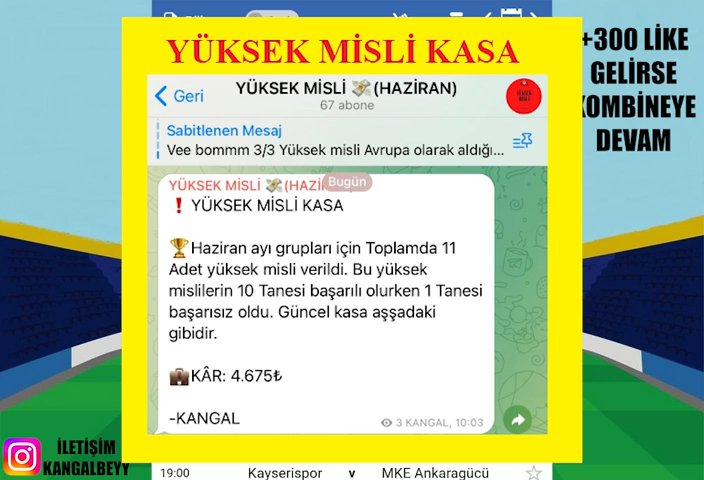 YÜKSEK MİSLİ KASA
+300 LİKE
GELİRSE
KOMBİNEYE
DEVAM
Geri
YÜKSEK MİSLİ 💸(HAZİRAN)
67 abone
Sabitlenen Mesaj
Vee bommm 3/3 Yüksek misli Avrupa olarak aldığı...
Bugün
YÜKSEK MİSLİ 💸(HAZİ
❗ YÜKSEK MİSLİ KASA
🏆Haziran ayı grupları için Toplamda 11
Adet yüksek misli verildi. Bu yüksek
mislilerin 10 Tanesi başarılı olurken 1 Tanesi
başarısız oldu. Güncel kasa aşşadaki
gibidir.
💼KÂR: 4.675₺
-KANGAL
3 KANGAL, 10:03
İLETİŞİM
KANGALBEYY
19:00 Kayserispor v MKE Ankaragücü